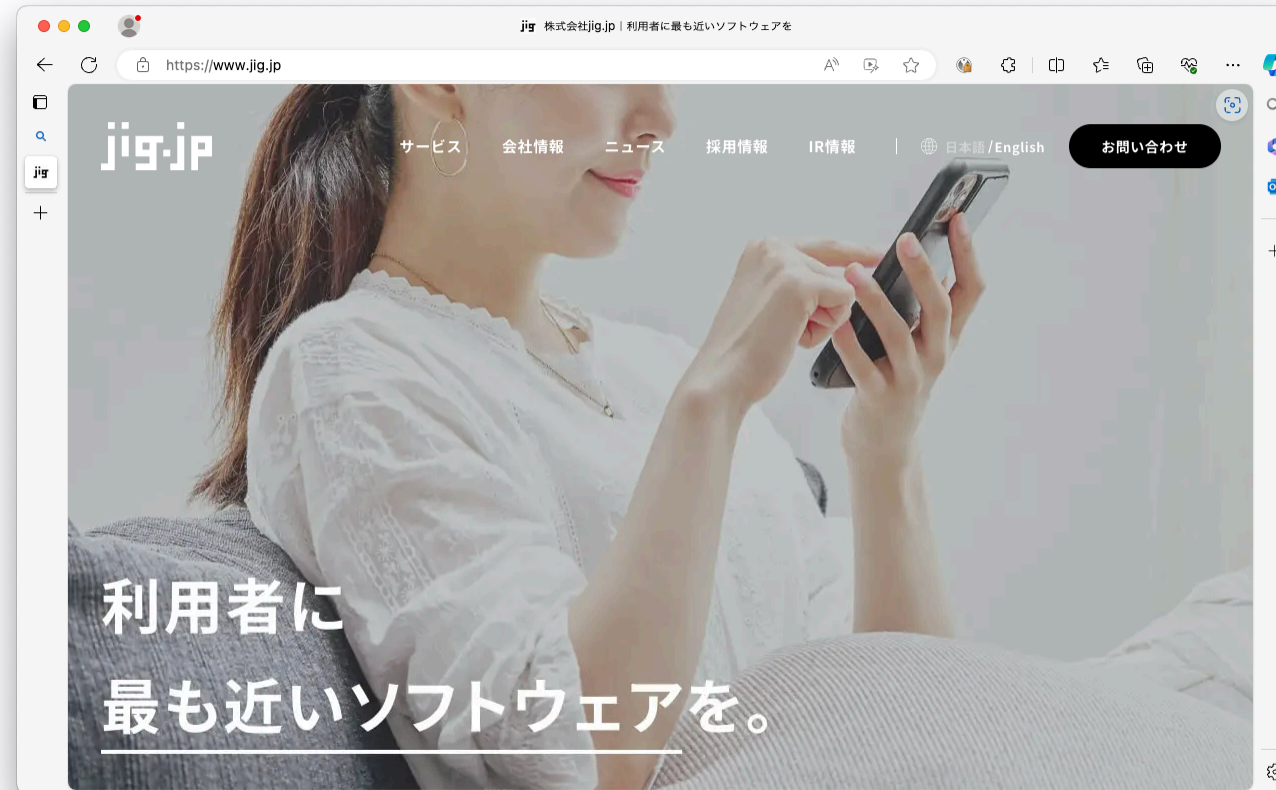 jig 株式会社jig.jp｜利用者に最も近いソフトウェアを
https://www.jig.jp
jig
jig.jp
サービス 会社情報 ニュース 採用情報 IR情報 日本語/English お問い合わせ
利用者に
最も近いソフトウェアを。